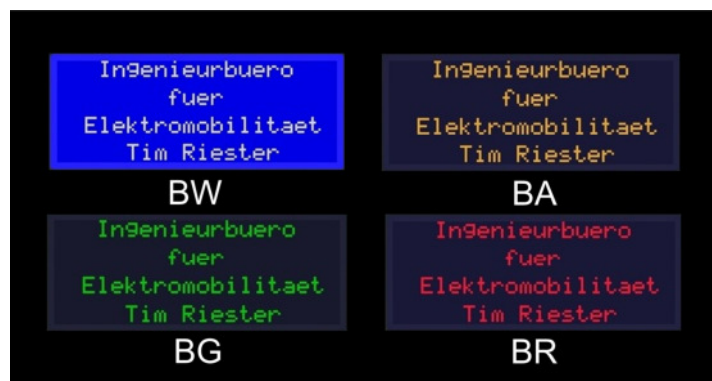 Ingenieurbuero
fuer
Elektromobilitaet
Tim Riester
BW
Ingenieurbuero
fuer
Elektromobilitaet
Tim Riester
BA
Ingenieurbuero
fuer
Elektromobilitaet
Tim Riester
BG
Ingenieurbuero
fuer
Elektromobilitaet
Tim Riester
BR